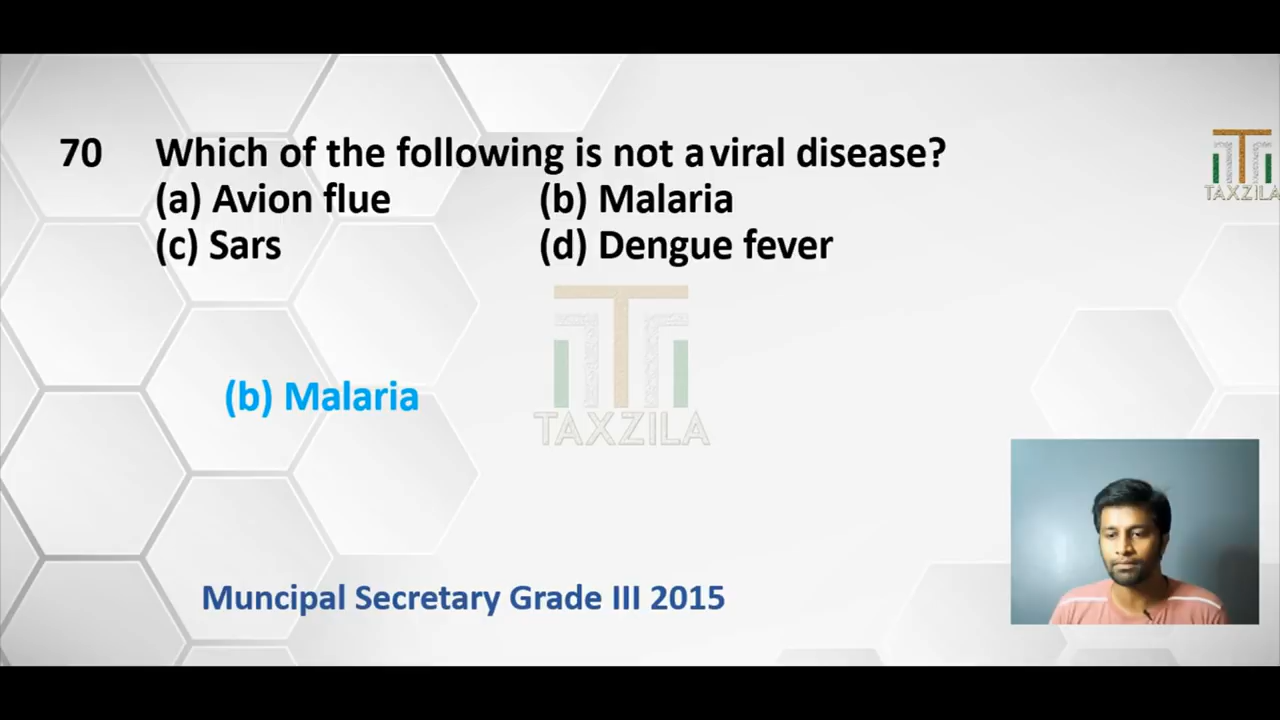 70 Which of the following is not a viral disease?
(a) Avion flue (b) Malaria
(c) Sars (d) Dengue fever
TAXZILA
TAXZILA
(b) Malaria
Muncipal Secretary Grade III 2015